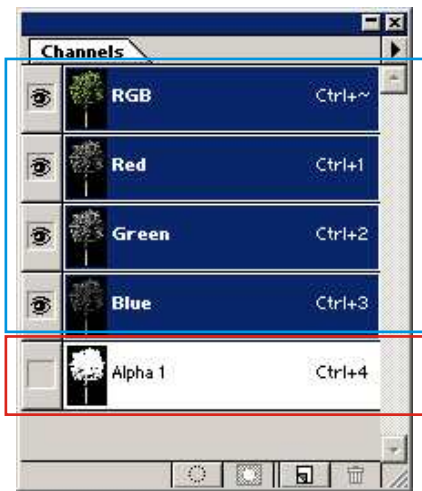 Channels
RGB Ctrl+~
Red Ctrl+1
Green Ctrl+2
Blue Ctrl+3
Alpha 1 Ctrl+4